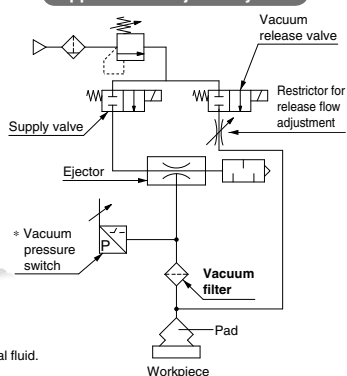 Vacuum
release valve
Restrictor for
release flow
adjustment
Supply valve
Ejector
* Vacuum
pressure
switch
P
Vacuum
filter
Pad
al fluid.
Workpiece